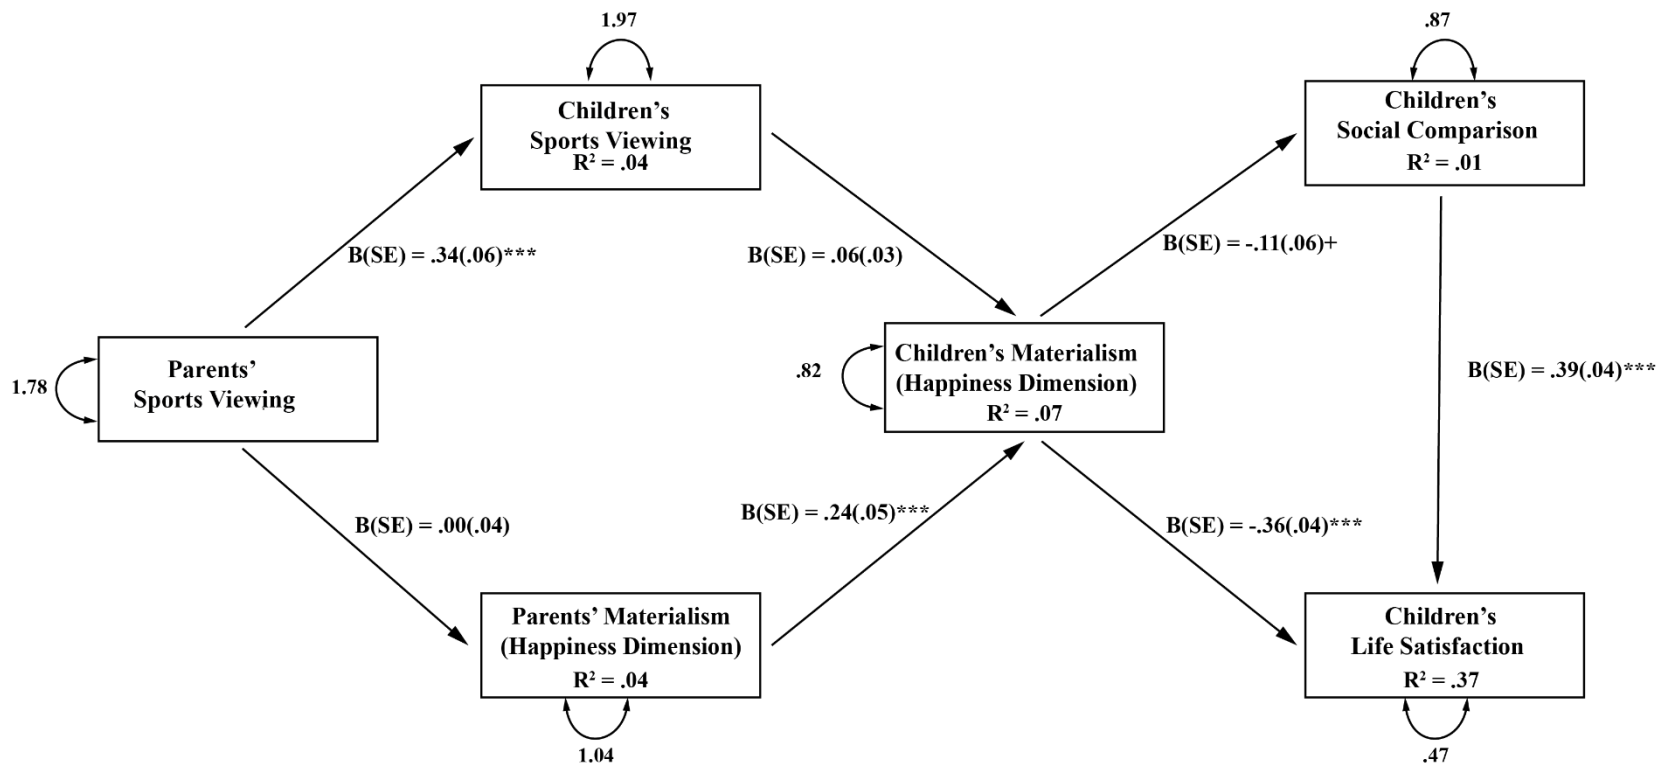 1.97
.87
Children’s
Sports Viewing
R² = .04
Children’s
Social Comparison
R² = .01
B(SE) = .34(.06)***
B(SE) = .06(.03)
B(SE) = -.11(.06)+
1.78
Parents’
Sports Viewing
.82
Children’s Materialism
(Happiness Dimension)
R² = .07
B(SE) = .39(.04)***
B(SE) = .00(.04)
B(SE) = .24(.05)***
B(SE) = -.36(.04)***
Parents’ Materialism
(Happiness Dimension)
R² = .04
Children’s
Life Satisfaction
R² = .37
1.04
.47